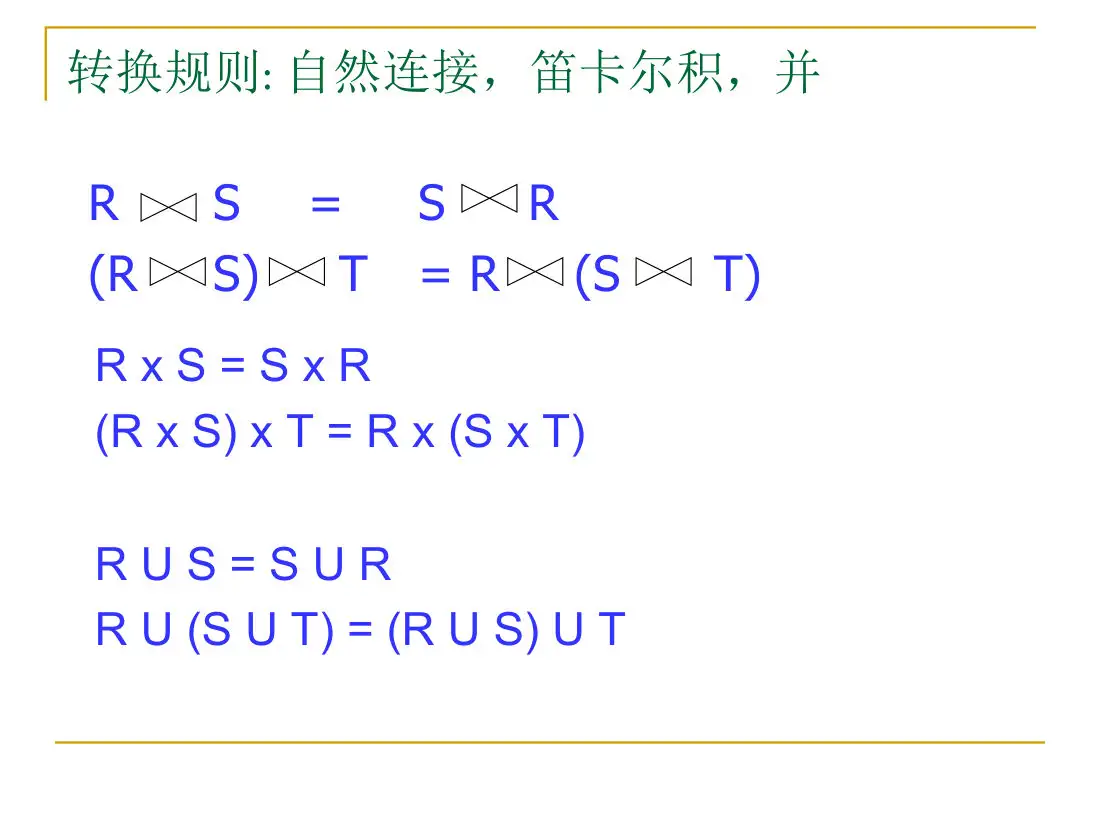 转换规则: 自然连接，笛卡尔积，并
R ⋈ S = S ⋈ R
(R ⋈ S) ⋈ T = R ⋈ (S ⋈ T)
R x S = S x R
(R x S) x T = R x (S x T)
R U S = S U R
R U (S U T) = (R U S) U T